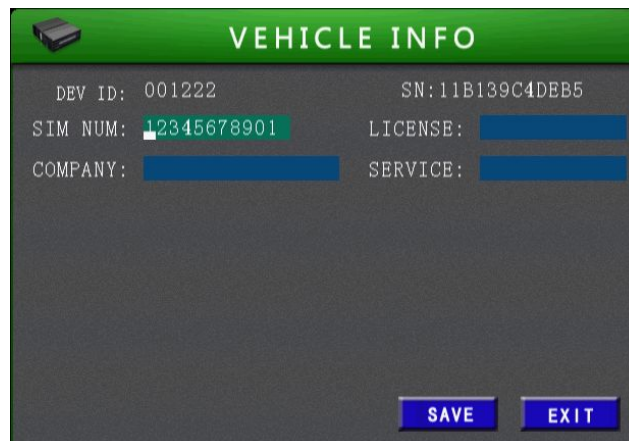 VEHICLE INFO
DEV ID: 001222 SN:11B139C4DEB5
SIM NUM: 12345678901 LICENSE:
COMPANY: SERVICE:
SAVE EXIT